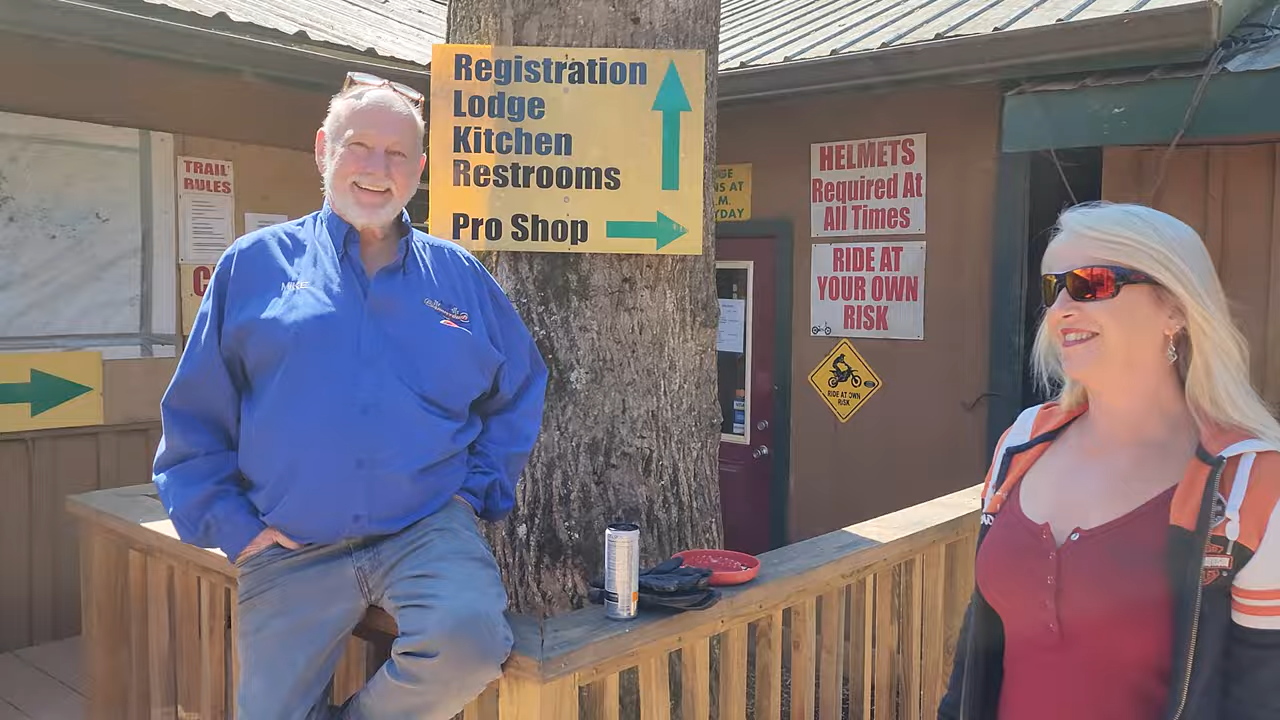 Registration
Lodge
Kitchen
Restrooms
Pro Shop
TRAIL
RULES
MIKE
HELMETS
Required At
All Times
RIDE AT
YOUR OWN
RISK
RIDE AT OWN
RISK